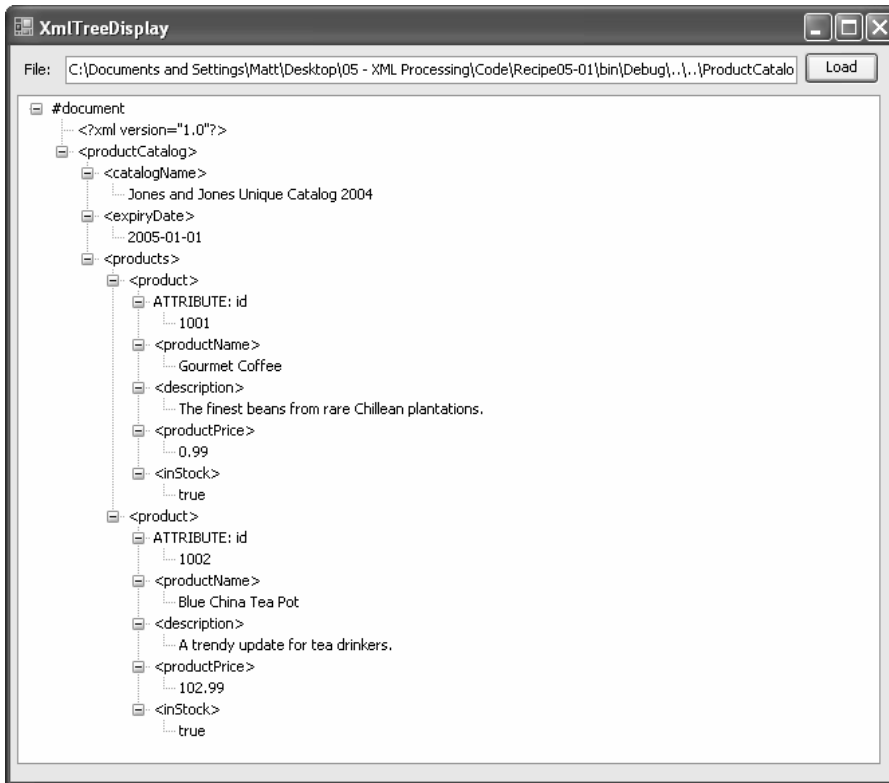 XmlTreeDisplay
File: C:\Documents and Settings\Matt\Desktop\05 - XML Processing\Code\Recipe05-01\bin\Debug\..\..\ProductCatalo Load
#document
<?xml version="1.0"?>
<productCatalog>
<catalogName>
Jones and Jones Unique Catalog 2004
<expiryDate>
2005-01-01
<products>
<product>
ATTRIBUTE: id
1001
<productName>
Gourmet Coffee
<description>
The finest beans from rare Chillean plantations.
<productPrice>
0.99
<inStock>
true
<product>
ATTRIBUTE: id
1002
<productName>
Blue China Tea Pot
<description>
A trendy update for tea drinkers.
<productPrice>
102.99
<inStock>
true